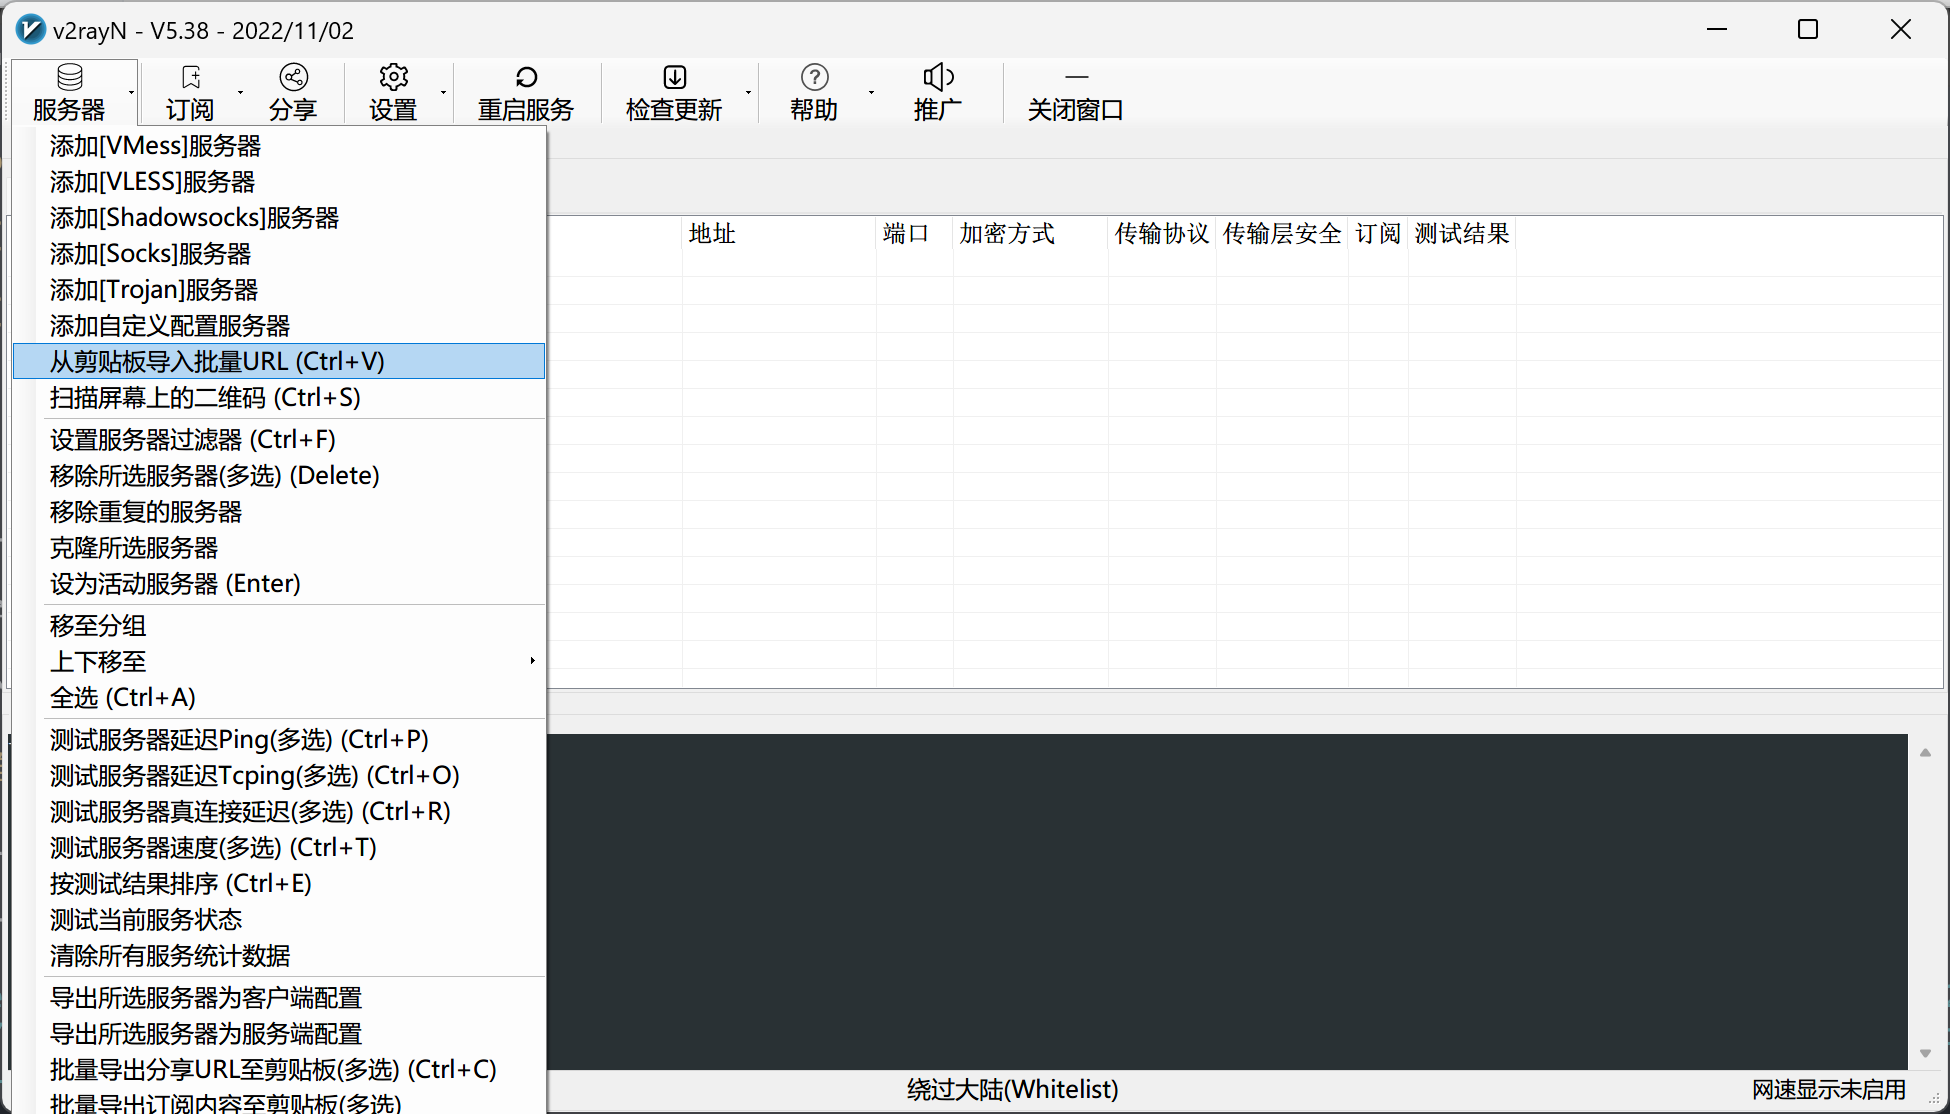 v2rayN - V5.38 - 2022/11/02
服务器 订阅 分享 设置 重启服务 检查更新 帮助 推广 关闭窗口
添加[VMess]服务器
添加[VLESS]服务器
添加[Shadowsocks]服务器
添加[Socks]服务器
添加[Trojan]服务器
添加自定义配置服务器
从剪贴板导入批量URL (Ctrl+V)
扫描屏幕上的二维码 (Ctrl+S)
设置服务器过滤器 (Ctrl+F)
移除所选服务器(多选) (Delete)
移除重复的服务器
克隆所选服务器
设为活动服务器 (Enter)
移至分组
上下移至
全选 (Ctrl+A)
测试服务器延迟Ping(多选) (Ctrl+P)
测试服务器延迟Tcping(多选) (Ctrl+O)
测试服务器真连接延迟(多选) (Ctrl+R)
测试服务器速度(多选) (Ctrl+T)
按测试结果排序 (Ctrl+E)
测试当前服务状态
清除所有服务统计数据
导出所选服务器为客户端配置
导出所选服务器为服务端配置
批量导出分享URL至剪贴板(多选) (Ctrl+C)
批量导出订阅内容至剪贴板(多选)
地址 端口 加密方式 传输协议 传输层安全 订阅 测试结果
绕过大陆(Whitelist)
网速显示未启用